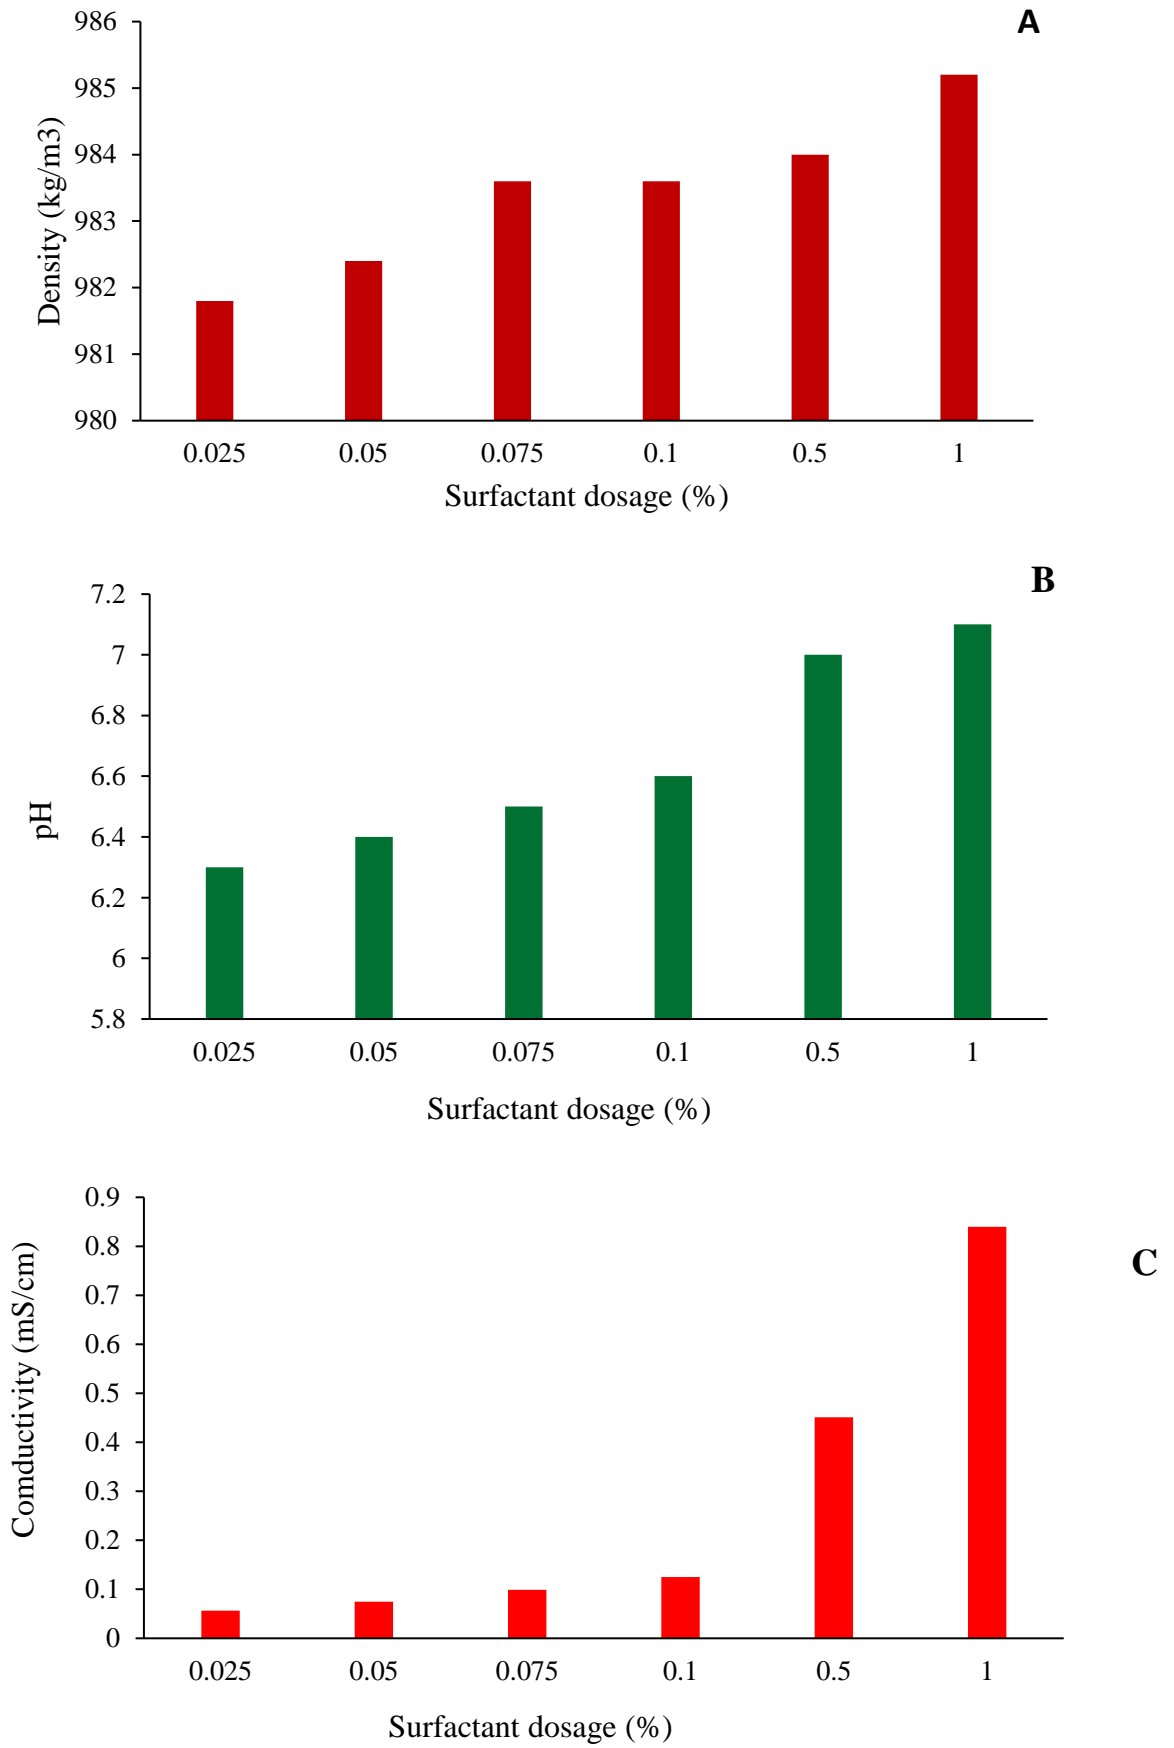 A
986
985
984
983
982
981
980
Density (kg/m3)
0.025 0.05 0.075 0.1 0.5 1
Surfactant dosage (%)
B
7.2
7
6.8
6.6
6.4
6.2
6
5.8
pH
0.025 0.05 0.075 0.1 0.5 1
Surfactant dosage (%)
C
0.9
0.8
0.7
0.6
0.5
0.4
0.3
0.2
0.1
0
Comductivity (mS/cm)
0.025 0.05 0.075 0.1 0.5 1
Surfactant dosage (%)